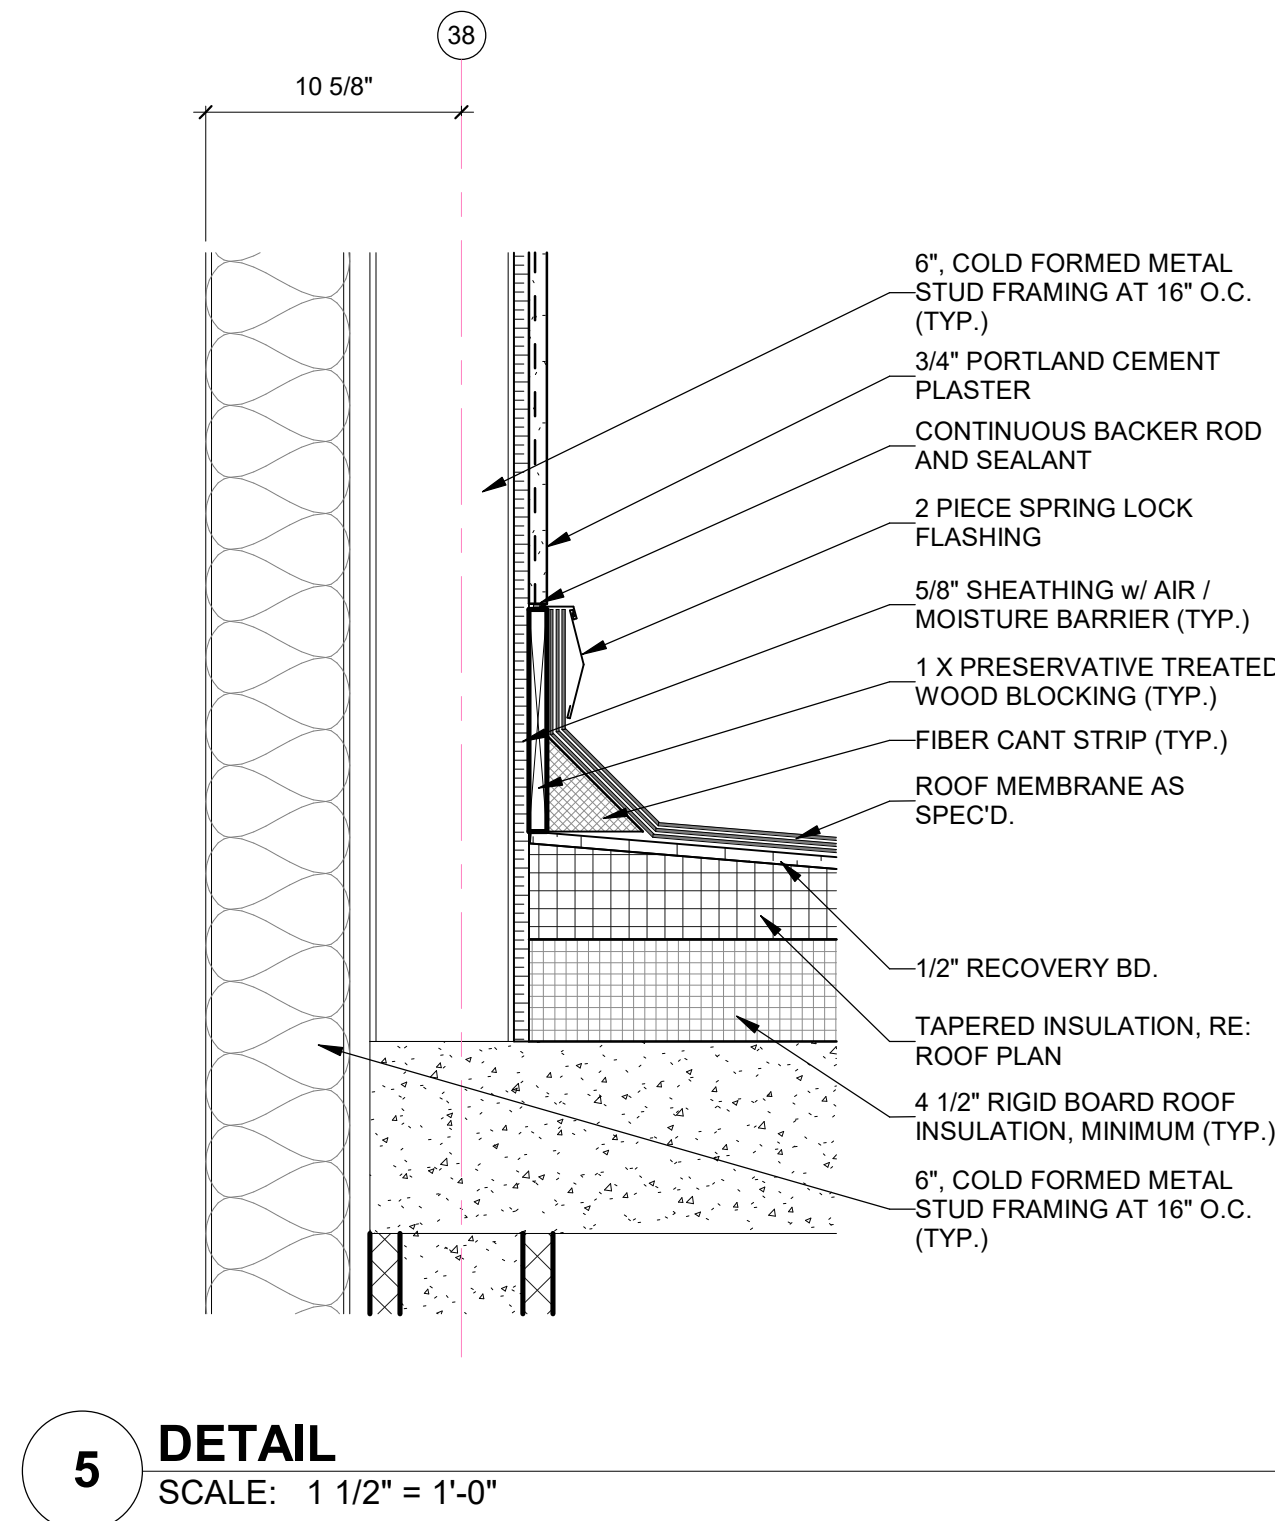 38
10 5/8"
6", COLD FORMED METAL
STUD FRAMING AT 16" O.C.
(TYP.)
3/4" PORTLAND CEMENT
PLASTER
CONTINUOUS BACKER ROD
AND SEALANT
2 PIECE SPRING LOCK
FLASHING
5/8" SHEATHING w/ AIR /
MOISTURE BARRIER (TYP.)
1 X PRESERVATIVE TREATED
WOOD BLOCKING (TYP.)
FIBER CANT STRIP (TYP.)
ROOF MEMBRANE AS
SPEC'D.
1/2" RECOVERY BD.
TAPERED INSULATION, RE:
ROOF PLAN
4 1/2" RIGID BOARD ROOF
INSULATION, MINIMUM (TYP.)
6", COLD FORMED METAL
STUD FRAMING AT 16" O.C.
(TYP.)
5
DETAIL
SCALE: 1 1/2" = 1'-0"